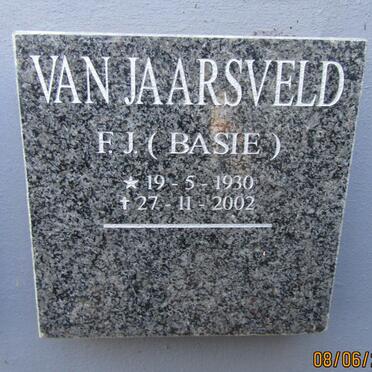 VAN JAARSVELD
F. J. ( BASIE )
★ 19 - 5 - 1930
✝ 27 - 11 - 2002
08/06/